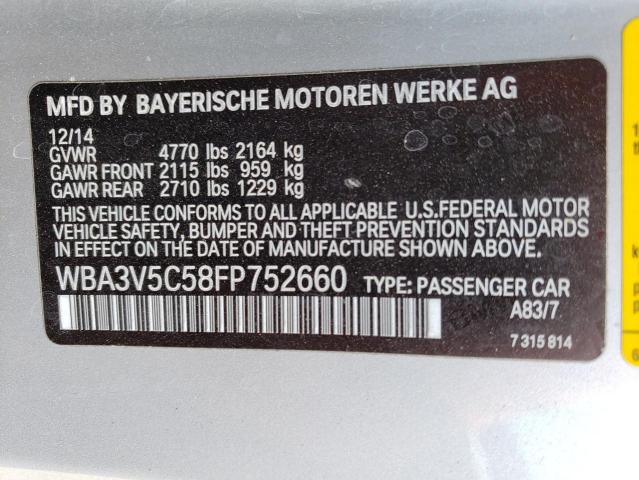 MFD BY BAYERISCHE MOTOREN WERKE AG
12/14
GVWR 4770 lbs 2164 kg
GAWR FRONT 2115 lbs 959 kg
GAWR REAR 2710 lbs 1229 kg
THIS VEHICLE CONFORMS TO ALL APPLICABLE U.S.FEDERAL MOTOR
VEHICLE SAFETY, BUMPER AND THEFT PREVENTION STANDARDS
IN EFFECT ON THE DATE OF MANUFACTURE SHOWN ABOVE.
WBA3V5C58FP752660 TYPE: PASSENGER CAR
A83/7
7 315 814